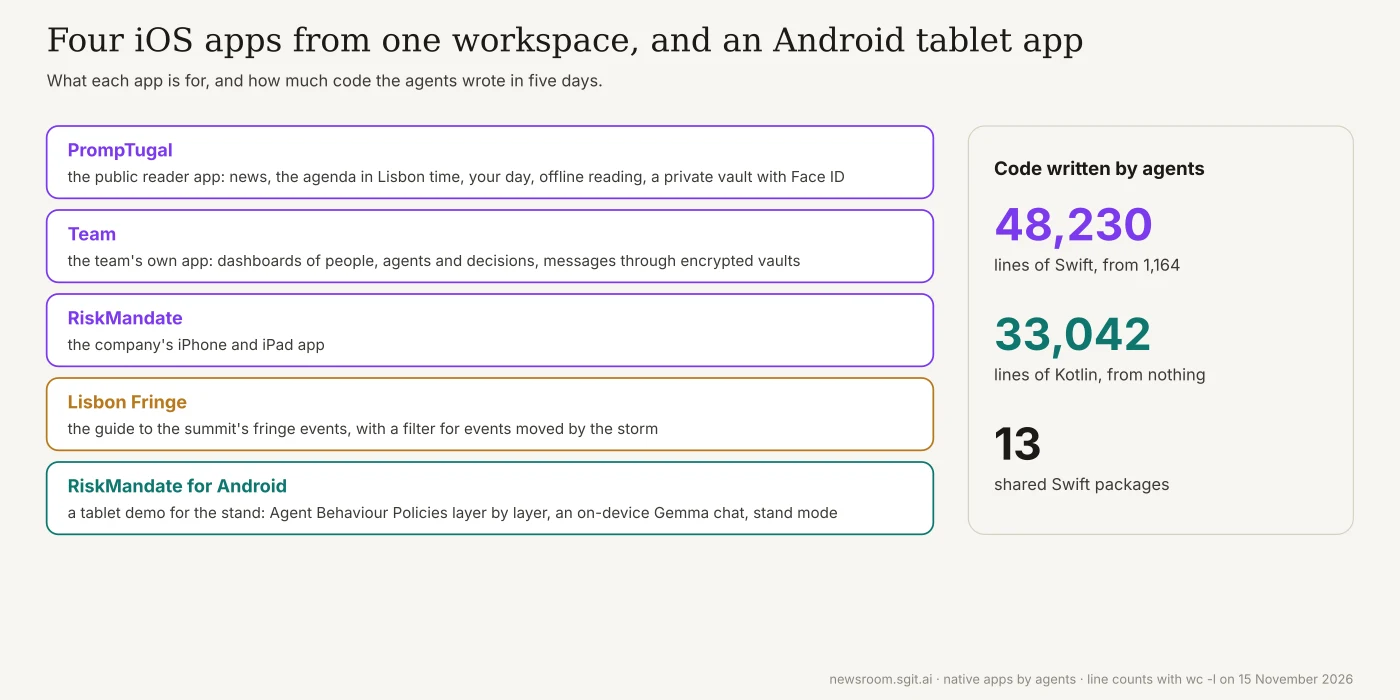 Four iOS apps from one workspace, and an Android tablet app
What each app is for, and how much code the agents wrote in five days.
PrompTugal
the public reader app: news, the agenda in Lisbon time, your day, offline reading, a private vault with Face ID
Team
the team's own app: dashboards of people, agents and decisions, messages through encrypted vaults
RiskMandate
the company's iPhone and iPad app
Lisbon Fringe
the guide to the summit's fringe events, with a filter for events moved by the storm
RiskMandate for Android
a tablet demo for the stand: Agent Behaviour Policies layer by layer, an on-device Gemma chat, stand mode
Code written by agents
48,230
lines of Swift, from 1,164
33,042
lines of Kotlin, from nothing
13
shared Swift packages
newsroom.sgit.ai · native apps by agents · line counts with wc -l on 15 November 2026